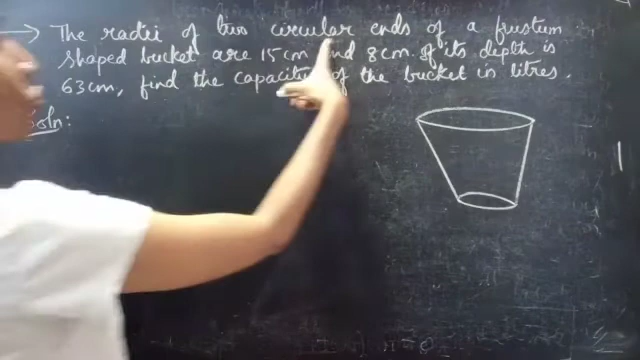 → The radii of two circular ends of a frustum
shaped bucket are 15cm and 8cm. If its depth is
63cm, find the capacity of the bucket in litres.
Soln: